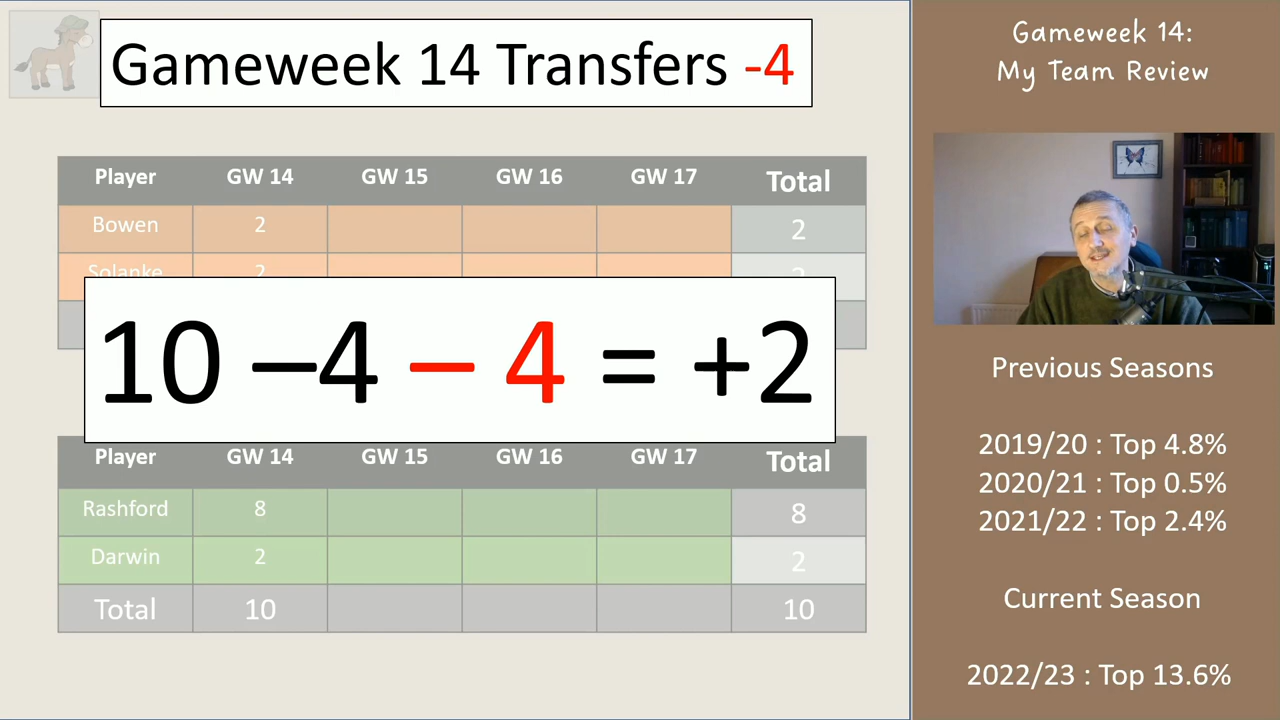 Gameweek 14 Transfers -4
Player GW 14 GW 15 GW 16 GW 17 Total
Bowen 2 2
Solanke 2 2
10 –4 – 4 = +2
Player GW 14 GW 15 GW 16 GW 17 Total
Rashford 8 8
Darwin 2 2
Total 10 10
Gameweek 14:
My Team Review
Previous Seasons
2019/20 : Top 4.8%
2020/21 : Top 0.5%
2021/22 : Top 2.4%
Current Season
2022/23 : Top 13.6%